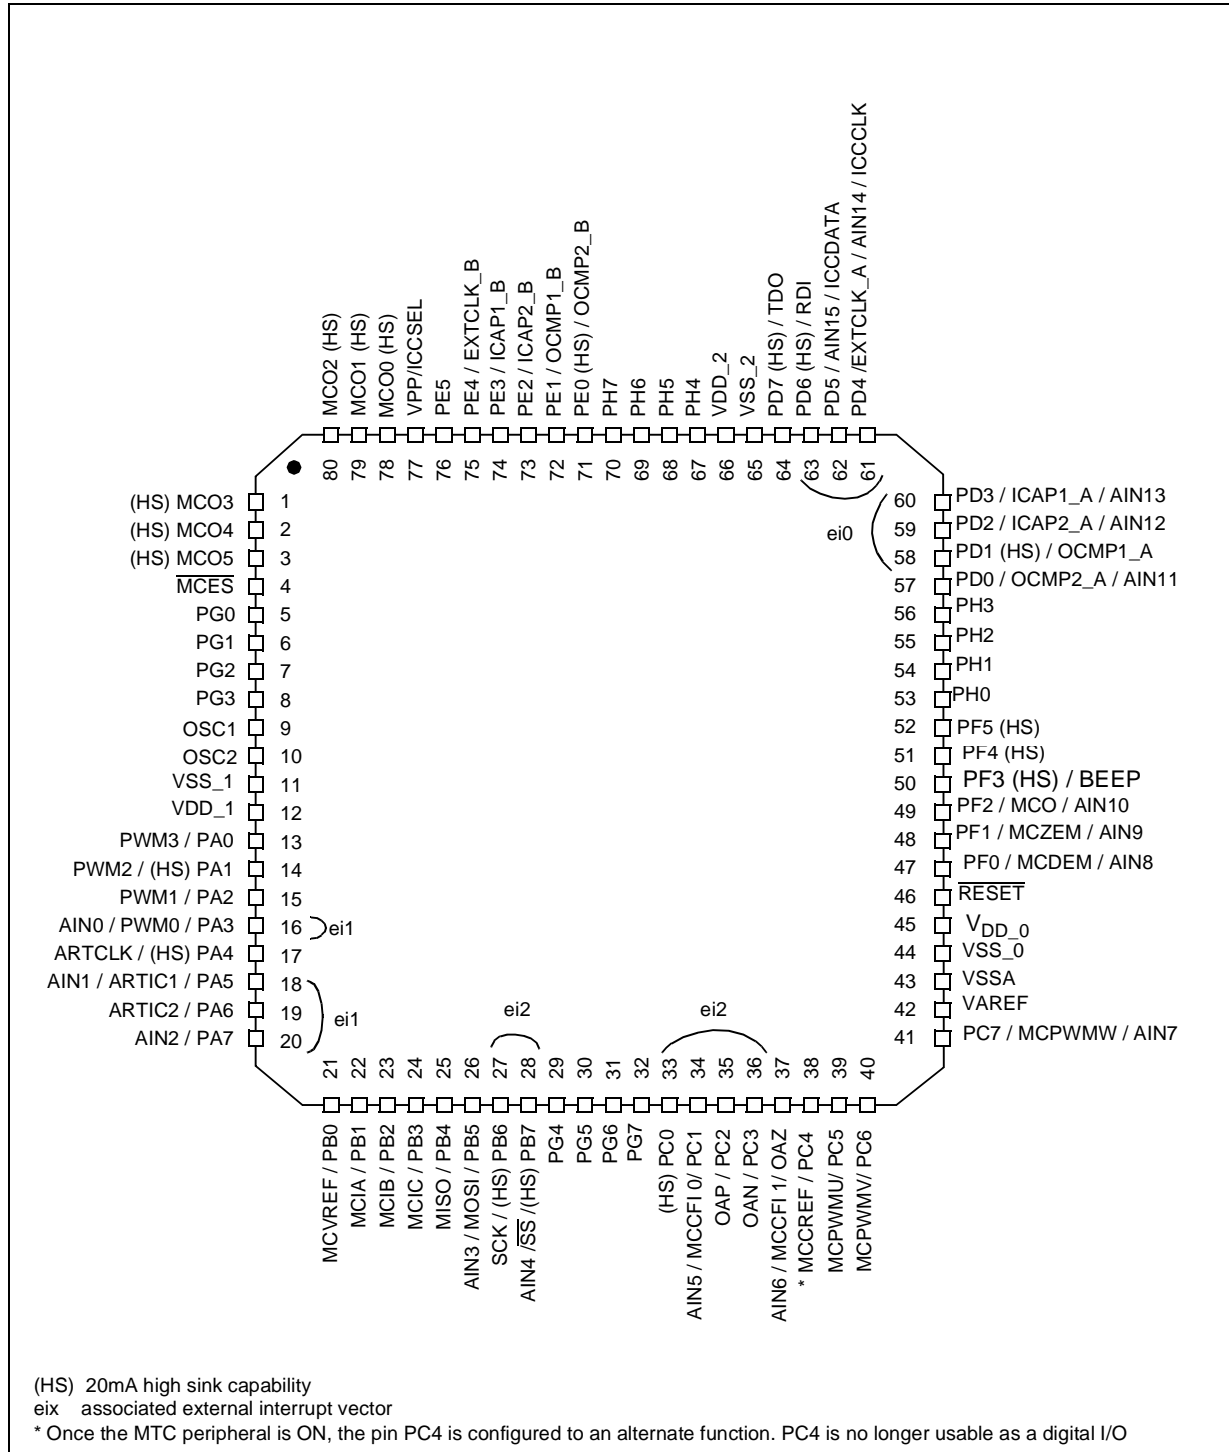 MCO2 (HS)
MCO1 (HS)
MCO0 (HS)
VPP/ICCSEL
PE5
PE4 / EXTCLK_B
PE3 / ICAP1_B
PE2 / ICAP2_B
PE1 / OCMP1_B
PE0 (HS) / OCMP2_B
PH7
PH6
PH5
PH4
VDD_2
VSS_2
PD7 (HS) / TDO
PD6 (HS) / RDI
PD5 / AIN15 / ICCDATA
PD4 /EXTCLK_A / AIN14 / ICCCLK
80 79 78 77 76 75 74 73 72 71 70 69 68 67 66 65 64 63 62 61
(HS) MCO3 1
(HS) MCO4 2
(HS) MCO5 3
MCES 4
PG0 5
PG1 6
PG2 7
PG3 8
OSC1 9
OSC2 10
VSS_1 11
VDD_1 12
PWM3 / PA0 13
PWM2 / (HS) PA1 14
PWM1 / PA2 15
AIN0 / PWM0 / PA3 16 ei1
ARTCLK / (HS) PA4 17
AIN1 / ARTIC1 / PA5 18
ARTIC2 / PA6 19 ei1
AIN2 / PA7 20
60 PD3 / ICAP1_A / AIN13
59 PD2 / ICAP2_A / AIN12
ei0
58 PD1 (HS) / OCMP1_A
57 PD0 / OCMP2_A / AIN11
56 PH3
55 PH2
54 PH1
53 PH0
52 PF5 (HS)
51 PF4 (HS)
50 PF3 (HS) / BEEP
49 PF2 / MCO / AIN10
48 PF1 / MCZEM / AIN9
47 PF0 / MCDEM / AIN8
46 RESET
45 VDD_0
44 VSS_0
43 VSSA
42 VAREF
41 PC7 / MCPWMW / AIN7
ei2 ei2
21 22 23 24 25 26 27 28 29 30 31 32 33 34 35 36 37 38 39 40
MCVREF / PB0
MCIA / PB1
MCIB / PB2
MCIC / PB3
MISO / PB4
AIN3 / MOSI / PB5
SCK / (HS) PB6
AIN4 /SS /(HS) PB7
PG4
PG5
PG6
PG7
(HS) PC0
AIN5 / MCCFI 0/ PC1
OAP / PC2
OAN / PC3
AIN6 / MCCFI 1/ OAZ
* MCCREF / PC4
MCPWMU/ PC5
MCPWMV/ PC6
(HS) 20mA high sink capability
eix associated external interrupt vector
* Once the MTC peripheral is ON, the pin PC4 is configured to an alternate function. PC4 is no longer usable as a digital I/O